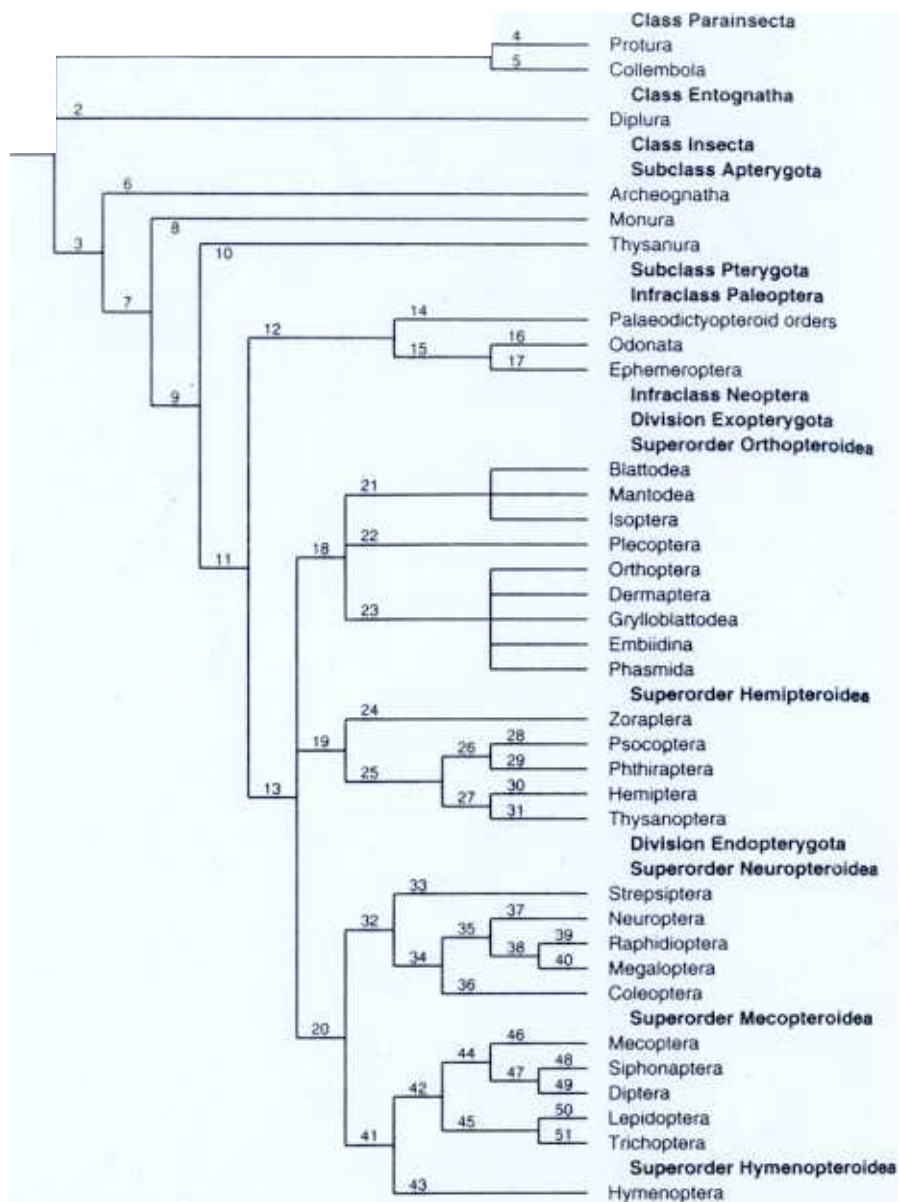 Class Parainsecta
4 Protura
5 Collembola
Class Entognatha
2 Diplura
Class Insecta
Subclass Apterygota
6 Archeognatha
8 Monura
3 10 Thysanura
Subclass Pterygota
7 Infraclass Paleoptera
12 14 Palaeodictyopteroid orders
15 16 Odonata
17 Ephemeroptera
9 Infraclass Neoptera
Division Exopterygota
Superorder Orthopteroidea
Blattodea
21 Mantodea
Isoptera
11 18 22 Plecoptera
Orthoptera
Dermaptera
23 Grylloblattodea
Embiidina
Phasmida
Superorder Hemipteroidea
24 Zoraptera
19 26 28 Psocoptera
25 29 Phthiraptera
13 27 30 Hemiptera
31 Thysanoptera
Division Endopterygota
Superorder Neuropteroidea
33 Strepsiptera
32 35 37 Neuroptera
38 39 Raphidioptera
34 40 Megaloptera
36 Coleoptera
Superorder Mecopteroidea
20 46 Mecoptera
44 48 Siphonaptera
42 47 49 Diptera
45 50 Lepidoptera
41 51 Trichoptera
Superorder Hymenopteroidea
43 Hymenoptera